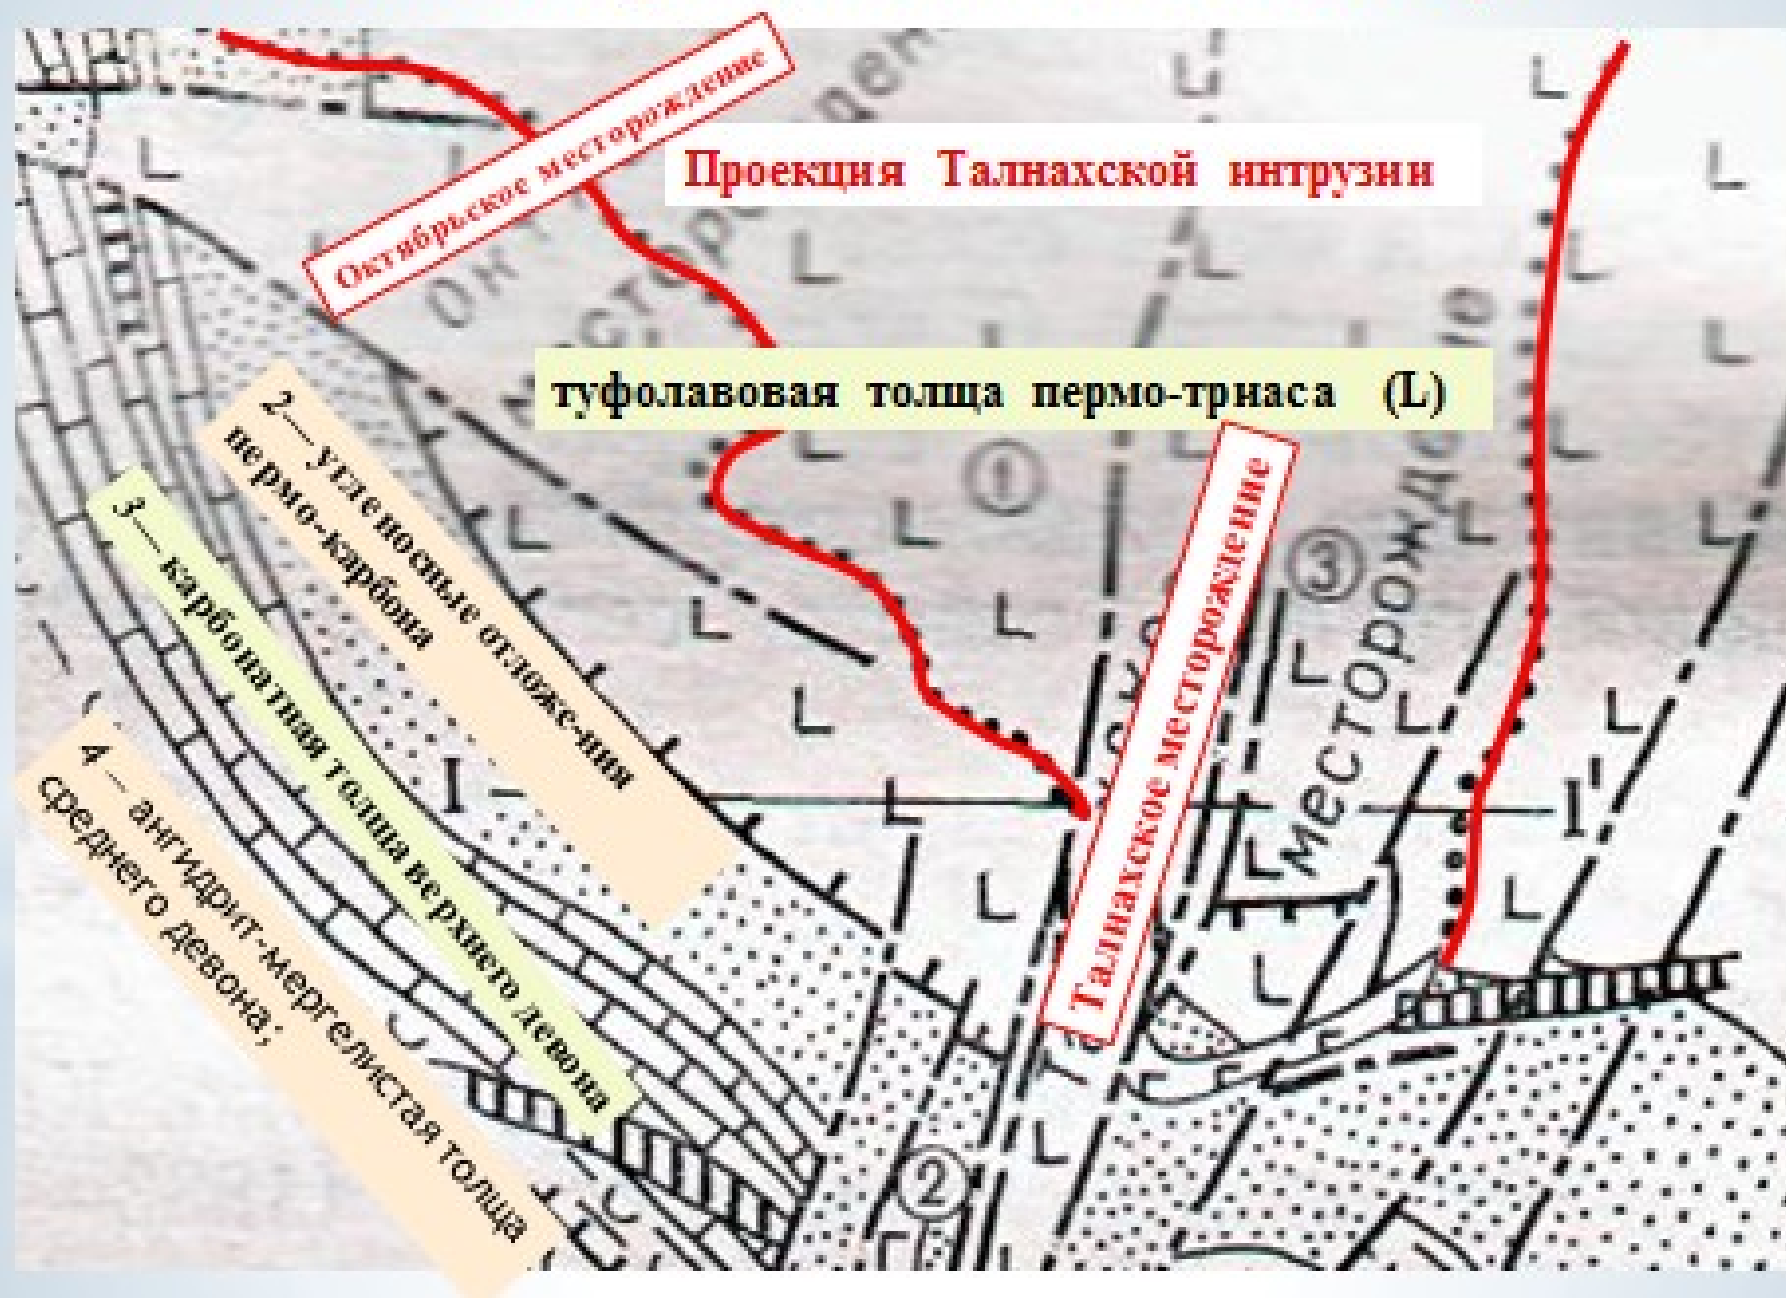 Октябрьское месторождение
Проекция Талнахской интрузии
туфолавовая толща пермо-триаса (L)
2— угленосные отложе-ния
пермо-карбона
3— карбонатная толща верхнего девона
4 — ангидрит-мергелистая толща
среднего девона;
Талнахское месторождение
месторождение
1
3
2
I
I'